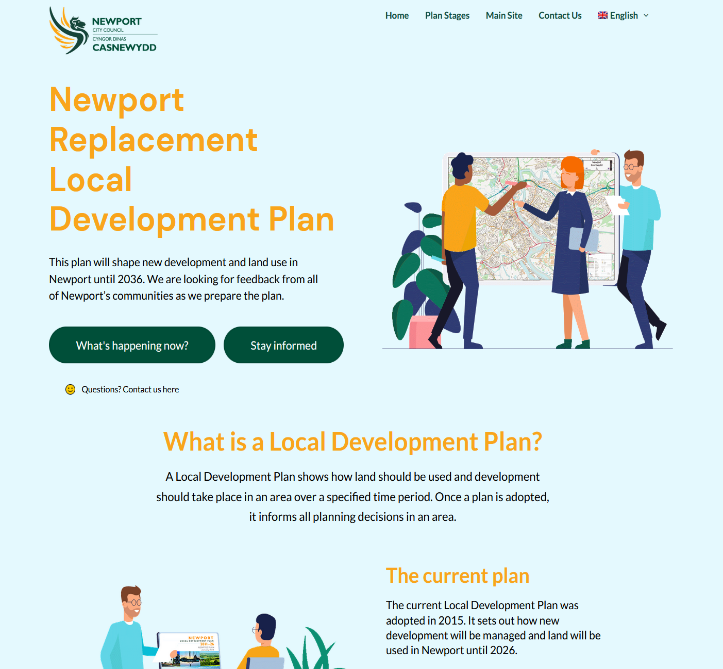 NEWPORT
CITY COUNCIL
CYNGOR DINAS
CASNEWYDD
Home Plan Stages Main Site Contact Us English
Newport
Replacement
Local
Development Plan
This plan will shape new development and land use in
Newport until 2036. We are looking for feedback from all
of Newport's communities as we prepare the plan.
What's happening now? Stay informed
Questions? Contact us here
What is a Local Development Plan?
A Local Development Plan shows how land should be used and development
should take place in an area over a specified time period. Once a plan is adopted,
it informs all planning decisions in an area.
The current plan
The current Local Development Plan was
adopted in 2015. It sets out how new
development will be managed and land will be
used in Newport until 2026.
NEWPORT